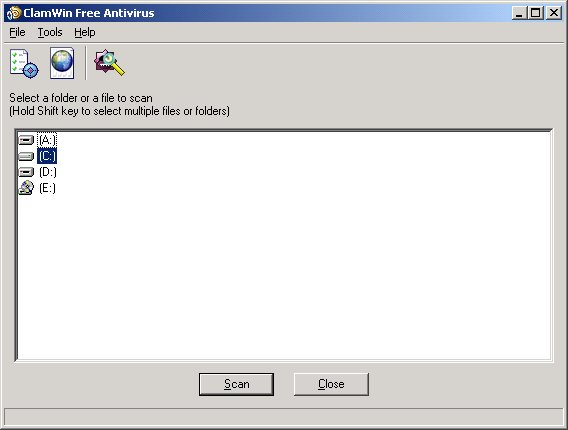 ClamWin Free Antivirus
File Tools Help
Select a folder or a file to scan
(Hold Shift key to select multiple files or folders)
(A:)
(C:)
(D:)
(E:)
Scan Close